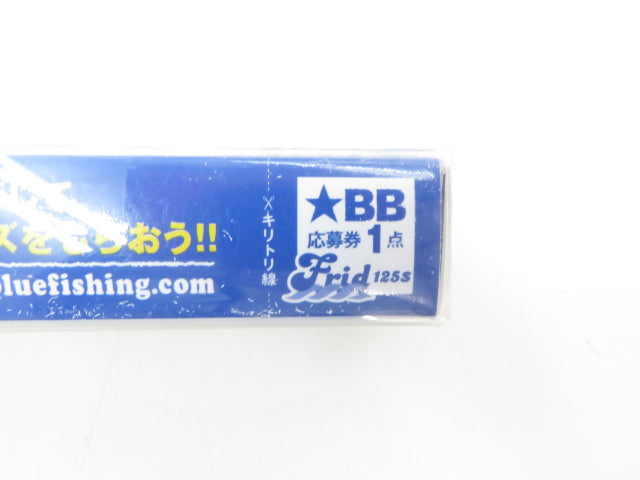 ズをもらおう!!
bluefishing.com
キリトリ線
★BB
応募券1点
Frid 125s